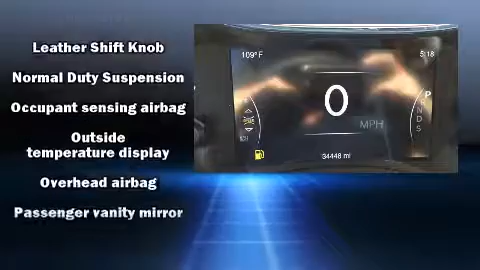 Leather Shift Knob
Normal Duty Suspension
Occupant sensing airbag
Outside
temperature display
Overhead airbag
Passenger vanity mirror
109°F
5:18
0
MPH
P
R
N
D
S
34448 mi